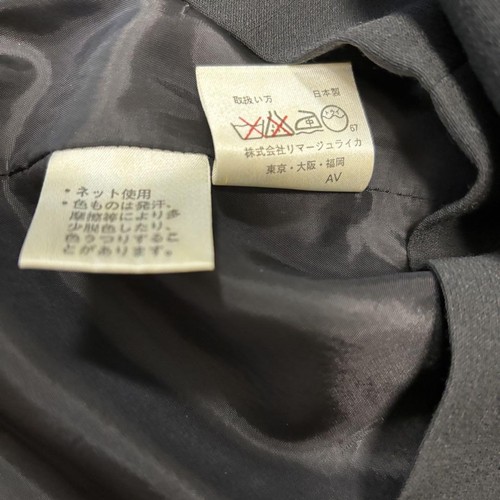 取扱い方 日本製
中
67
株式会社リマージュライカ
東京・大阪・福岡
AV
* ネット使用
* 色ものは発汗、
摩擦等により多
少脱色したり、
色うつりするこ
とがあります。